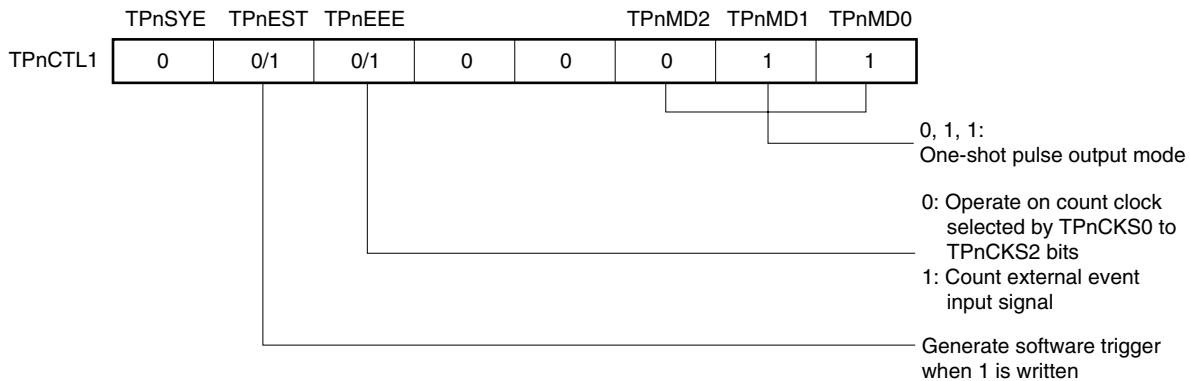 TPnSYE TPnEST TPnEEE TPnMD2 TPnMD1 TPnMD0
TPnCTL1 0 0/1 0/1 0 0 0 1 1
0, 1, 1:
One-shot pulse output mode
0: Operate on count clock
selected by TPnCKS0 to
TPnCKS2 bits
1: Count external event
input signal
Generate software trigger
when 1 is written